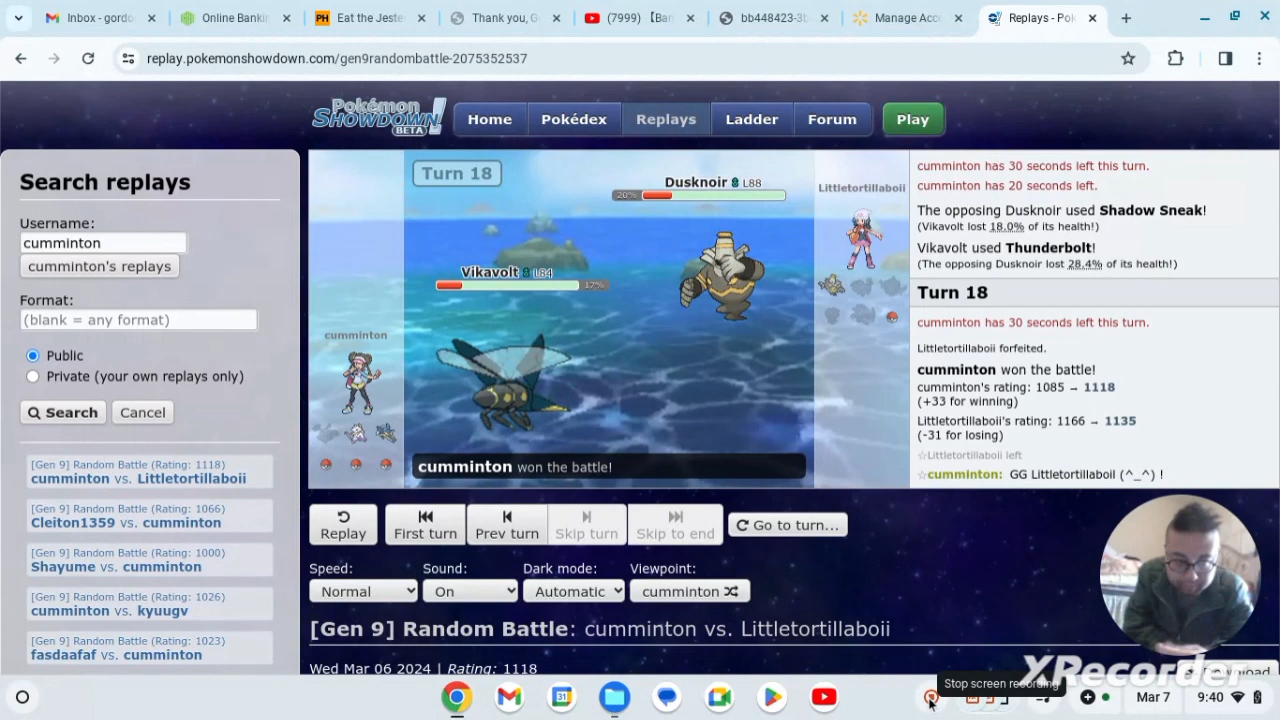 Inbox - gordo
Online Bankin
PH Eat the Jeste
Thank you, G
(7999) 【Ban
bb448423-3b
Manage Acc
Replays - Pok
replay.pokemonshowdown.com/gen9randombattle-2075352537
Pokémon SHOWDOWN! BETA
Home
Pokédex
Replays
Ladder
Forum
Play
Search replays
Username:
cumminton
cumminton's replays
Format:
(blank = any format)
Public
Private (your own replays only)
Search
Cancel
[Gen 9] Random Battle (Rating: 1118)
cumminton vs. Littletortillaboii
[Gen 9] Random Battle (Rating: 1066)
Cleiton1359 vs. cumminton
[Gen 9] Random Battle (Rating: 1000)
Shayume vs. cumminton
[Gen 9] Random Battle (Rating: 1026)
cumminton vs. kyuugv
[Gen 9] Random Battle (Rating: 1023)
fasdaafaf vs. cumminton
Turn 18
Dusknoir L88
20%
Littletortillaboii
Vikavolt L84
17%
cumminton
cumminton won the battle!
cumminton has 30 seconds left this turn.
cumminton has 20 seconds left.
The opposing Dusknoir used Shadow Sneak!
(Vikavolt lost 18.0% of its health!)
Vikavolt used Thunderbolt!
(The opposing Dusknoir lost 28.4% of its health!)
Turn 18
cumminton has 30 seconds left this turn.
Littletortillaboii forfeited.
cumminton won the battle!
cumminton's rating: 1085 → 1118
(+33 for winning)
Littletortillaboii's rating: 1166 → 1135
(-31 for losing)
☆Littletortillaboii left
☆cumminton: GG Littletortillaboii (^_^) !
Replay
First turn
Prev turn
Skip turn
Skip to end
Go to turn...
Speed:
Sound:
Dark mode:
Viewpoint:
Normal
On
Automatic
cumminton
[Gen 9] Random Battle: cumminton vs. Littletortillaboii
Wed Mar 06 2024 | Rating: 1118
Download
XRecorder
Stop screen recording
31
Mar 7
9:40